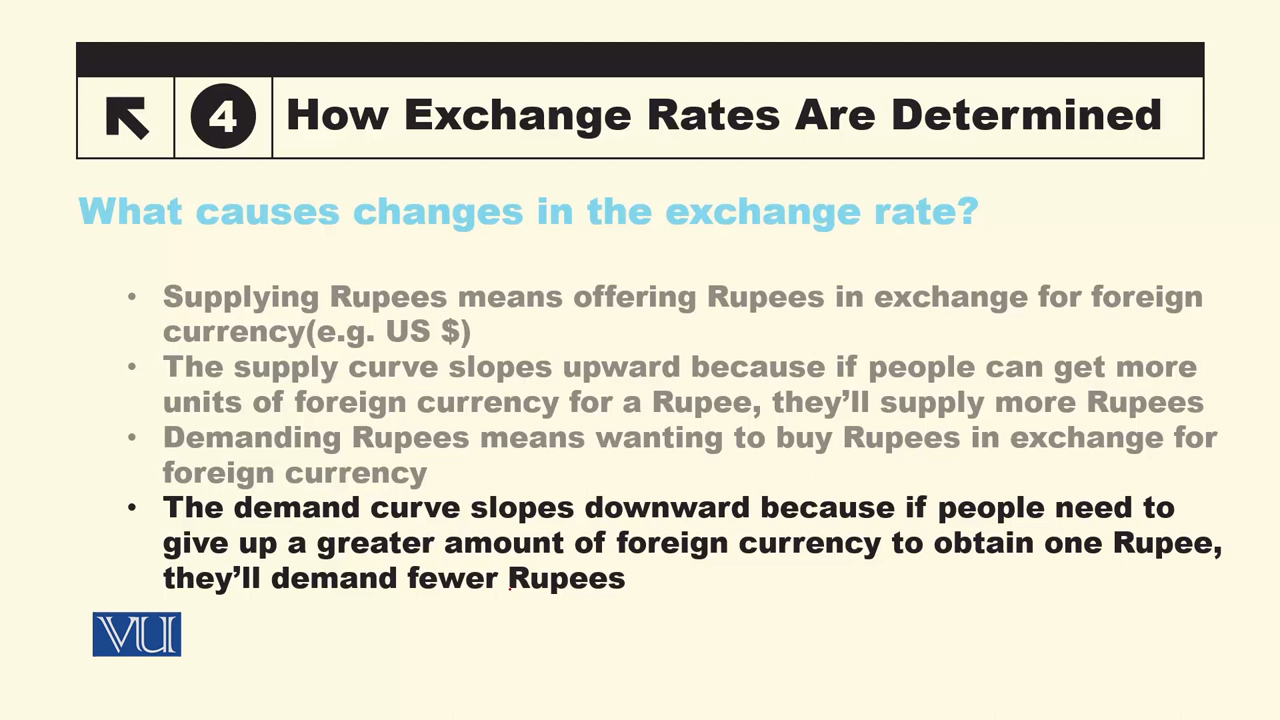 4 How Exchange Rates Are Determined
What causes changes in the exchange rate?
• Supplying Rupees means offering Rupees in exchange for foreign
currency(e.g. US $)
• The supply curve slopes upward because if people can get more
units of foreign currency for a Rupee, they’ll supply more Rupees
• Demanding Rupees means wanting to buy Rupees in exchange for
foreign currency
• The demand curve slopes downward because if people need to
give up a greater amount of foreign currency to obtain one Rupee,
they’ll demand fewer Rupees
VU